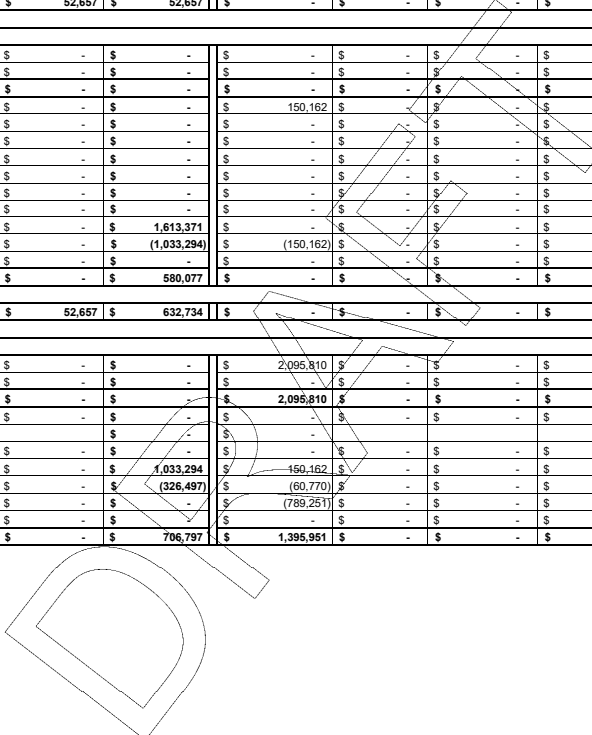 $ 52,657 $ 52,657 $ - $ - $ - $
$ - $ - $ - $ - $ - $
$ - $ - $ - $ - $ - $
$ - $ - $ - $ - $ - $
$ - $ - $ 150,162 $ - $ - $
$ - $ - $ - $ - $ - $
$ - $ - $ - $ - $ - $
$ - $ - $ - $ - $ - $
$ - $ - $ - $ - $ - $
$ - $ - $ - $ - $ - $
$ - $ - $ - $ - $ - $
$ - $ 1,613,371 $ - $ - $ - $
$ - $ (1,033,294) $ (150,162) $ - $ - $
$ - $ - $ - $ - $ - $
$ - $ 580,077 $ - $ - $ - $
$ 52,657 $ 632,734 $ - $ - $ - $
$ - $ - $ 2,095,810 $ - $ - $
$ - $ - $ - $ - $ - $
$ - $ - $ 2,095,810 $ - $ - $
$ - $ - $ - $ - $ - $
$ - $ -
$ - $ - $ - $ - $ - $
$ - $ 1,033,294 $ 150,162 $ - $ - $
$ - $ (326,497) $ (60,770) $ - $ - $
$ - $ - $ (789,251) $ - $ - $
$ - $ - $ - $ - $ - $
$ - $ 706,797 $ 1,395,951 $ - $ - $
DRAFT